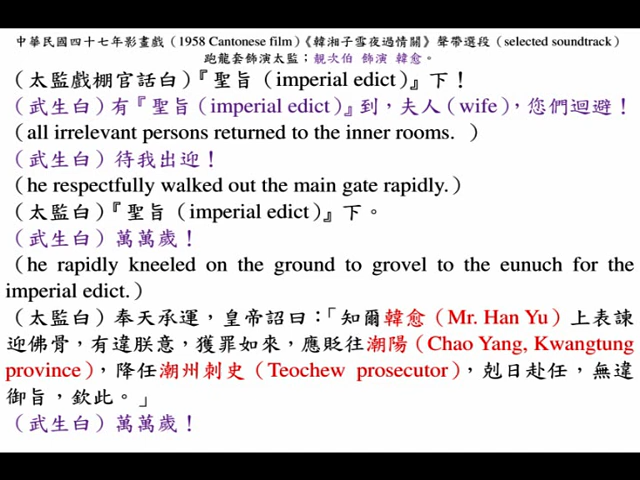 中華民國四十七年影畫戲（1958 Cantonese film）《韓湘子雪夜過情關》聲帶選段（selected soundtrack）
跑龍套飾演太監；靚次伯 飾演 韓愈。
（太監戲棚官話白）『聖旨（imperial edict）』下！
（武生白）有『聖旨（imperial edict）』到，夫人（wife），您們迴避！
（all irrelevant persons returned to the inner rooms. ）
（武生白）待我出迎！
（he respectfully walked out the main gate rapidly.）
（太監白）『聖旨（imperial edict）』下。
（武生白）萬萬歲！
（he rapidly kneeled on the ground to grovel to the eunuch for the
imperial edict.）
（太監白）奉天承運，皇帝詔曰：「知爾韓愈（Mr. Han Yu）上表諫
迎佛骨，有違朕意，獲罪如來，應貶往潮陽（Chao Yang, Kwangtung
province），降任潮州刺史（Teochew prosecutor），剋日赴任，無違
御旨，欽此。」
（武生白）萬萬歲！